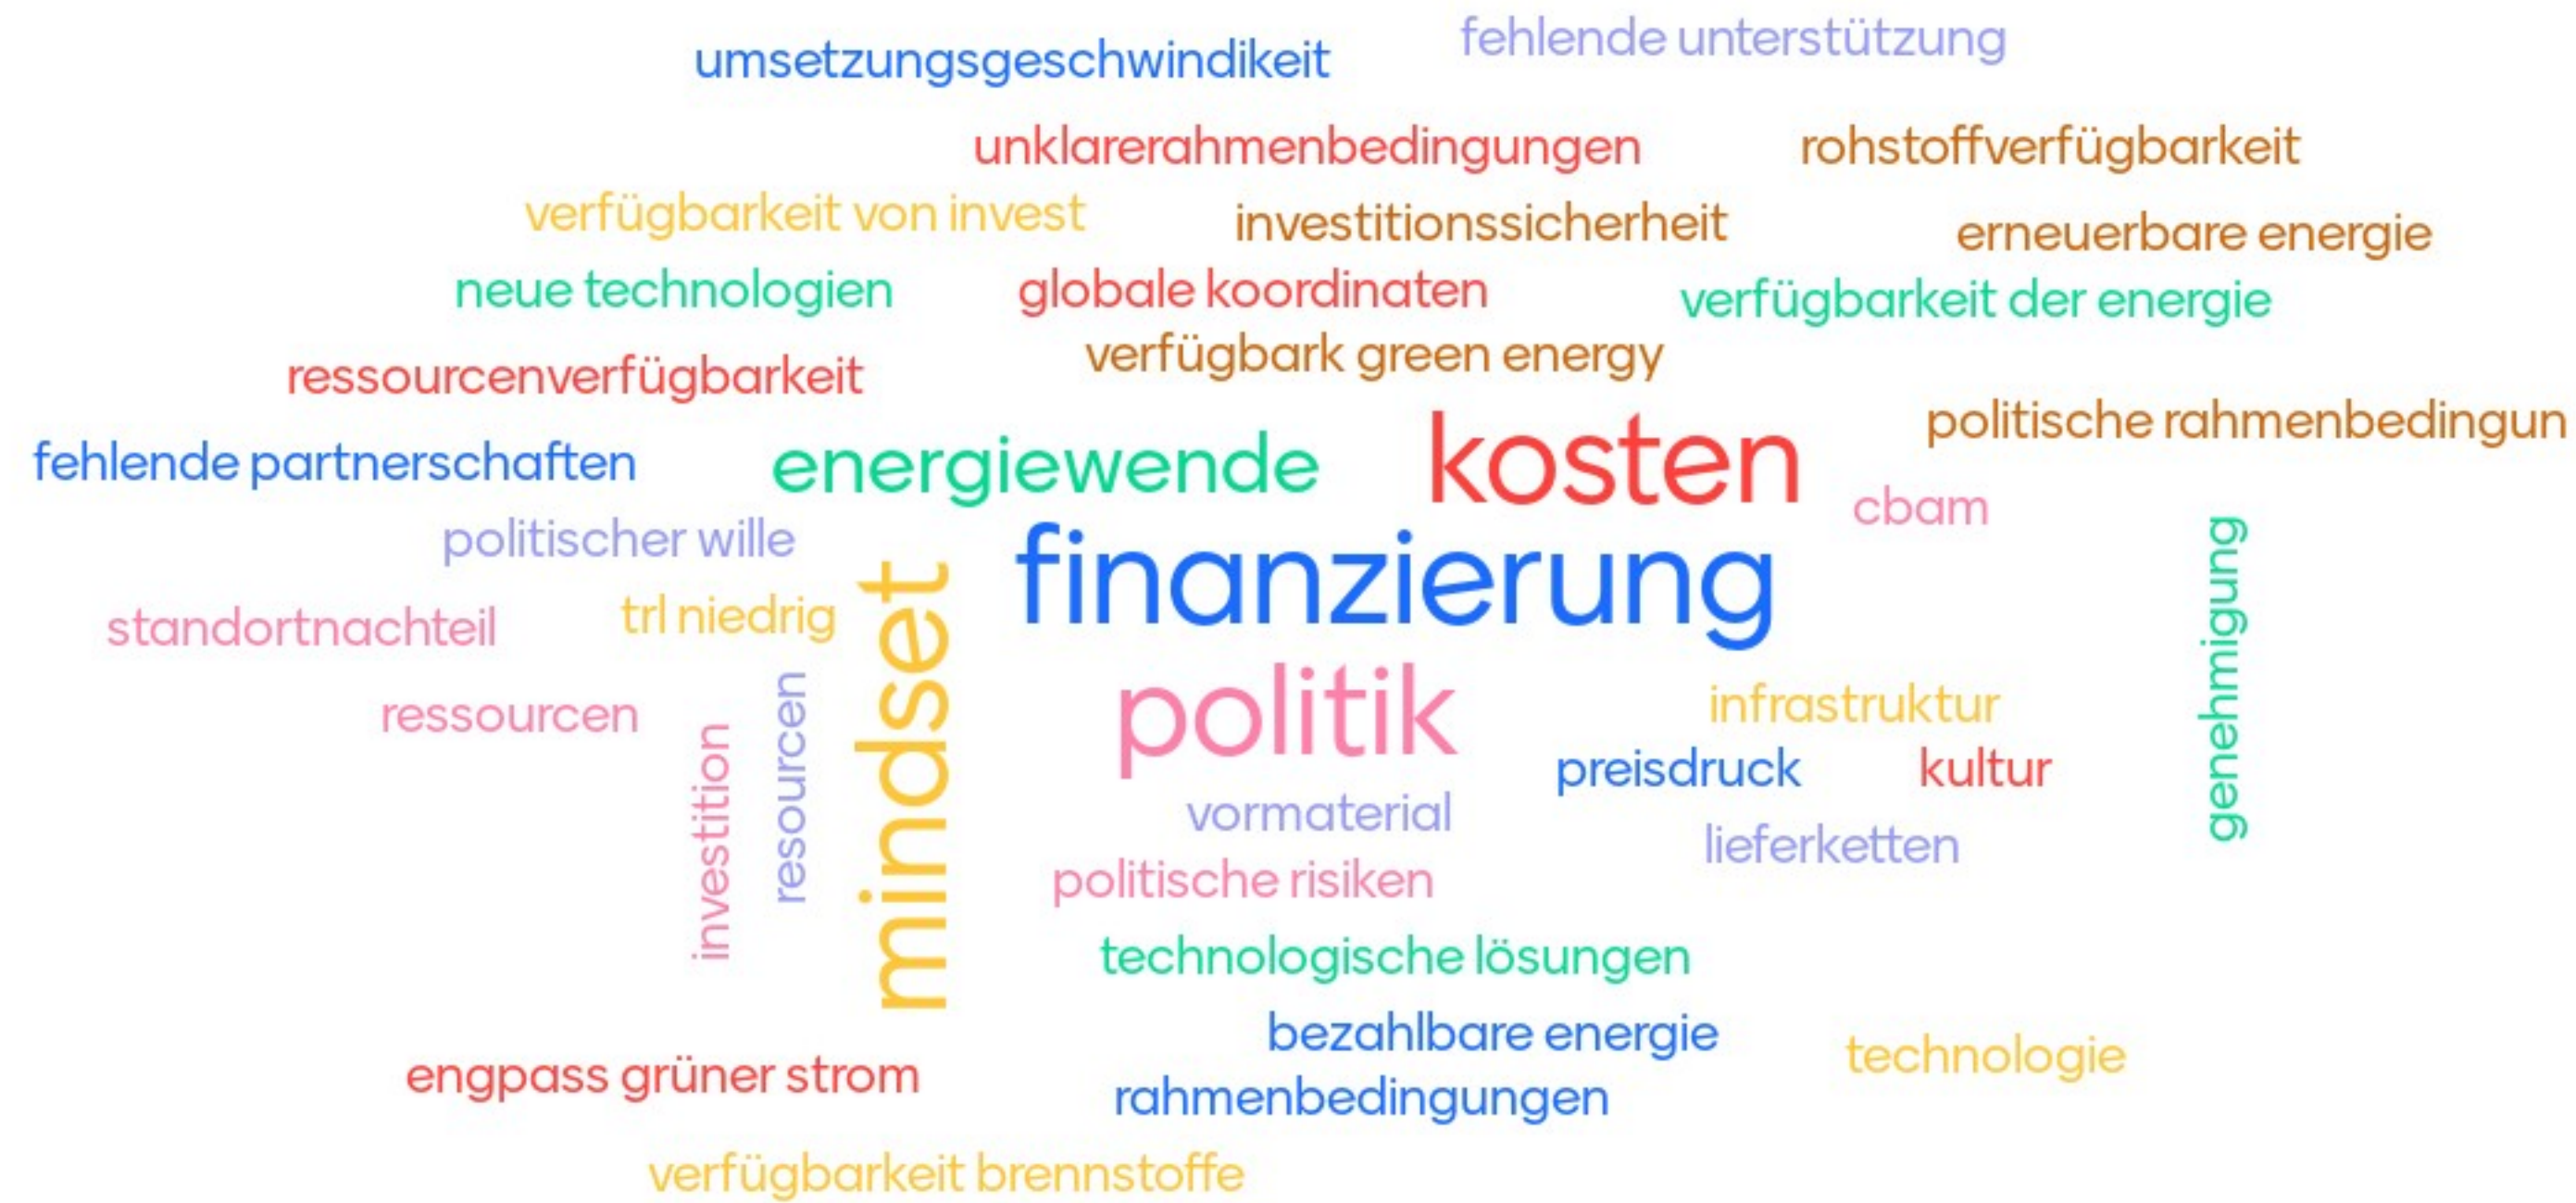 fehlende unterstützung
umsetzungsgeschwindikeit
unklarerahmenbedingungen
rohstoffverfügbarkeit
verfügbarkeit von invest
investitionssicherheit
erneuerbare energie
neue technologien
globale koordinaten
verfügbarkeit der energie
verfügbark green energy
ressourcenverfügbarkeit
politische rahmenbedingun
fehlende partnerschaften
energiewende
kosten
cbam
politischer wille
finanzierung
genehmigung
standortnachteil
trl niedrig
mindset
ressourcen
investition
resourcen
politik
infrastruktur
preisdruck
kultur
vormaterial
lieferketten
politische risiken
technologische lösungen
bezahlbare energie
technologie
engpass grüner strom
rahmenbedingungen
verfügbarkeit brennstoffe